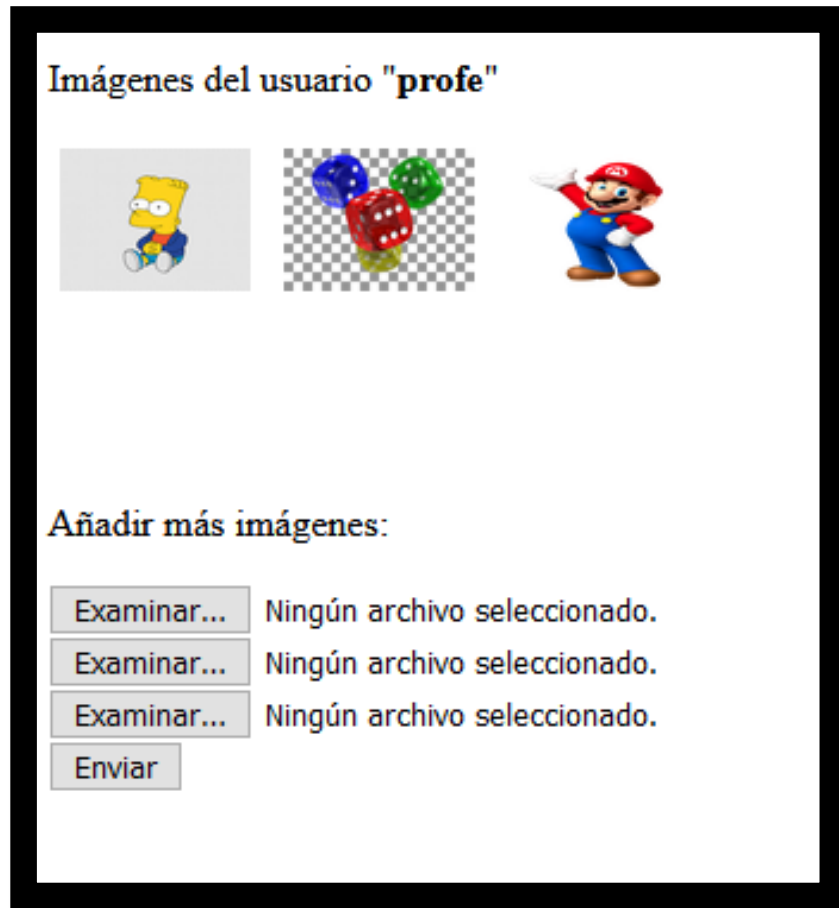 Imágenes del usuario "profe"
Añadir más imágenes:
Examinar... Ningún archivo seleccionado.
Examinar... Ningún archivo seleccionado.
Examinar... Ningún archivo seleccionado.
Enviar